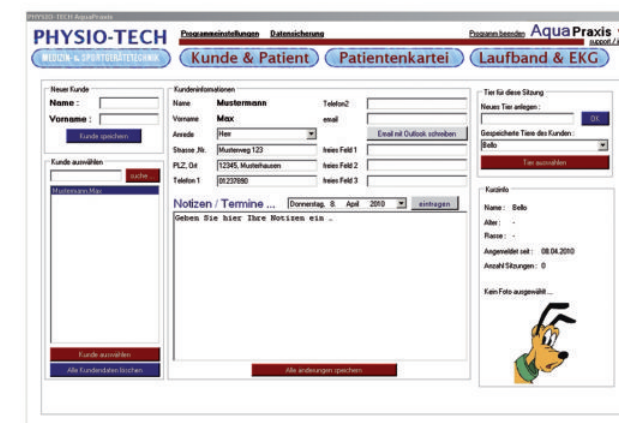 PHYSIO-TECH AquaPraxis
PHYSIO-TECH
MEDIZIN- & SPORTGERÄTETECHNIK
Programmeinstellungen Datensicherung
Programm beenden AquaPraxis
Kunde & Patient Patientenkartei Laufband & EKG
Neuer Kunde
Name :
Vorname :
Kunde speichern
Kunde auswählen
suche ...
Mustermann,Max
Kunde auswählen
Alle Kundendaten löschen
Kundeninformationen
Name Mustermann Telefon2
Vorname Max email
Anrede Herr Email mit Outlook schreiben
Strasse ,Nr. Musterweg 123 freies Feld 1
PLZ, Ort 12345, Musterhausen freies Feld 2
Telefon 1 01237890 freies Feld 3
Notizen / Termine ... Donnerstag, 8. April 2010 eintragen
Geben Sie hier Ihre Notizen ein .
Alle änderungen speichern
Tier für diese Sitzung
Neues Tier anlegen :
OK
Gespeicherte Tiere des Kunden :
Bello
Tier auswählen
Kurzinfo
Name : Bello
Alter : -
Rasse : -
Angemeldet seit : 08.04.2010
Anzahl Sitzungen : 0
Kein Foto ausgewählt ...